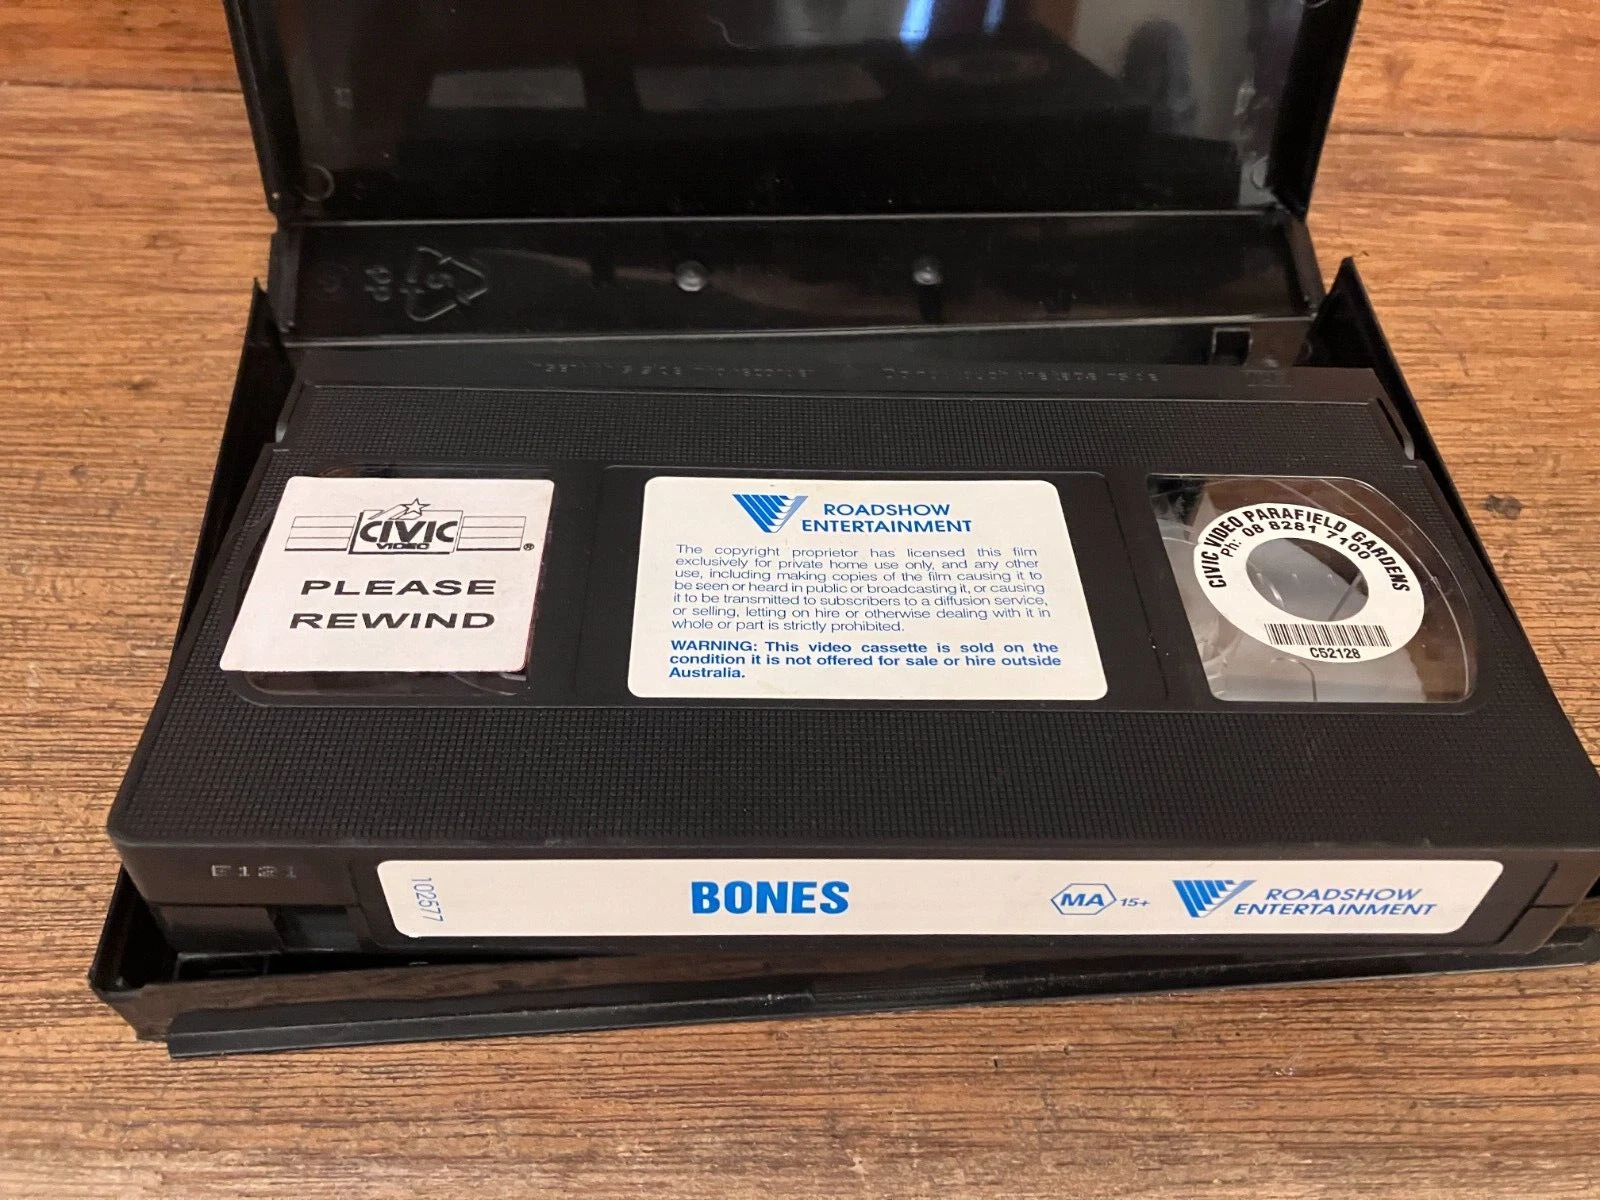 CIVIC
VIDEO
®
PLEASE
REWIND
ROADSHOW
ENTERTAINMENT
The copyright proprietor has licensed this film
exclusively for private home use only, and any other
use, including making copies of the film causing it to
be seen or heard in public or broadcasting it, or causing
it to be transmitted to subscribers to a diffusion service,
or selling, letting on hire or otherwise dealing with it in
whole or part is strictly prohibited.
WARNING: This video cassette is sold on the
condition it is not offered for sale or hire outside
Australia.
CIVIC VIDEO PARAFIELD GARDENS
Ph: 08 8281 7100
C52128
102577
BONES
MA 15+
ROADSHOW
ENTERTAINMENT